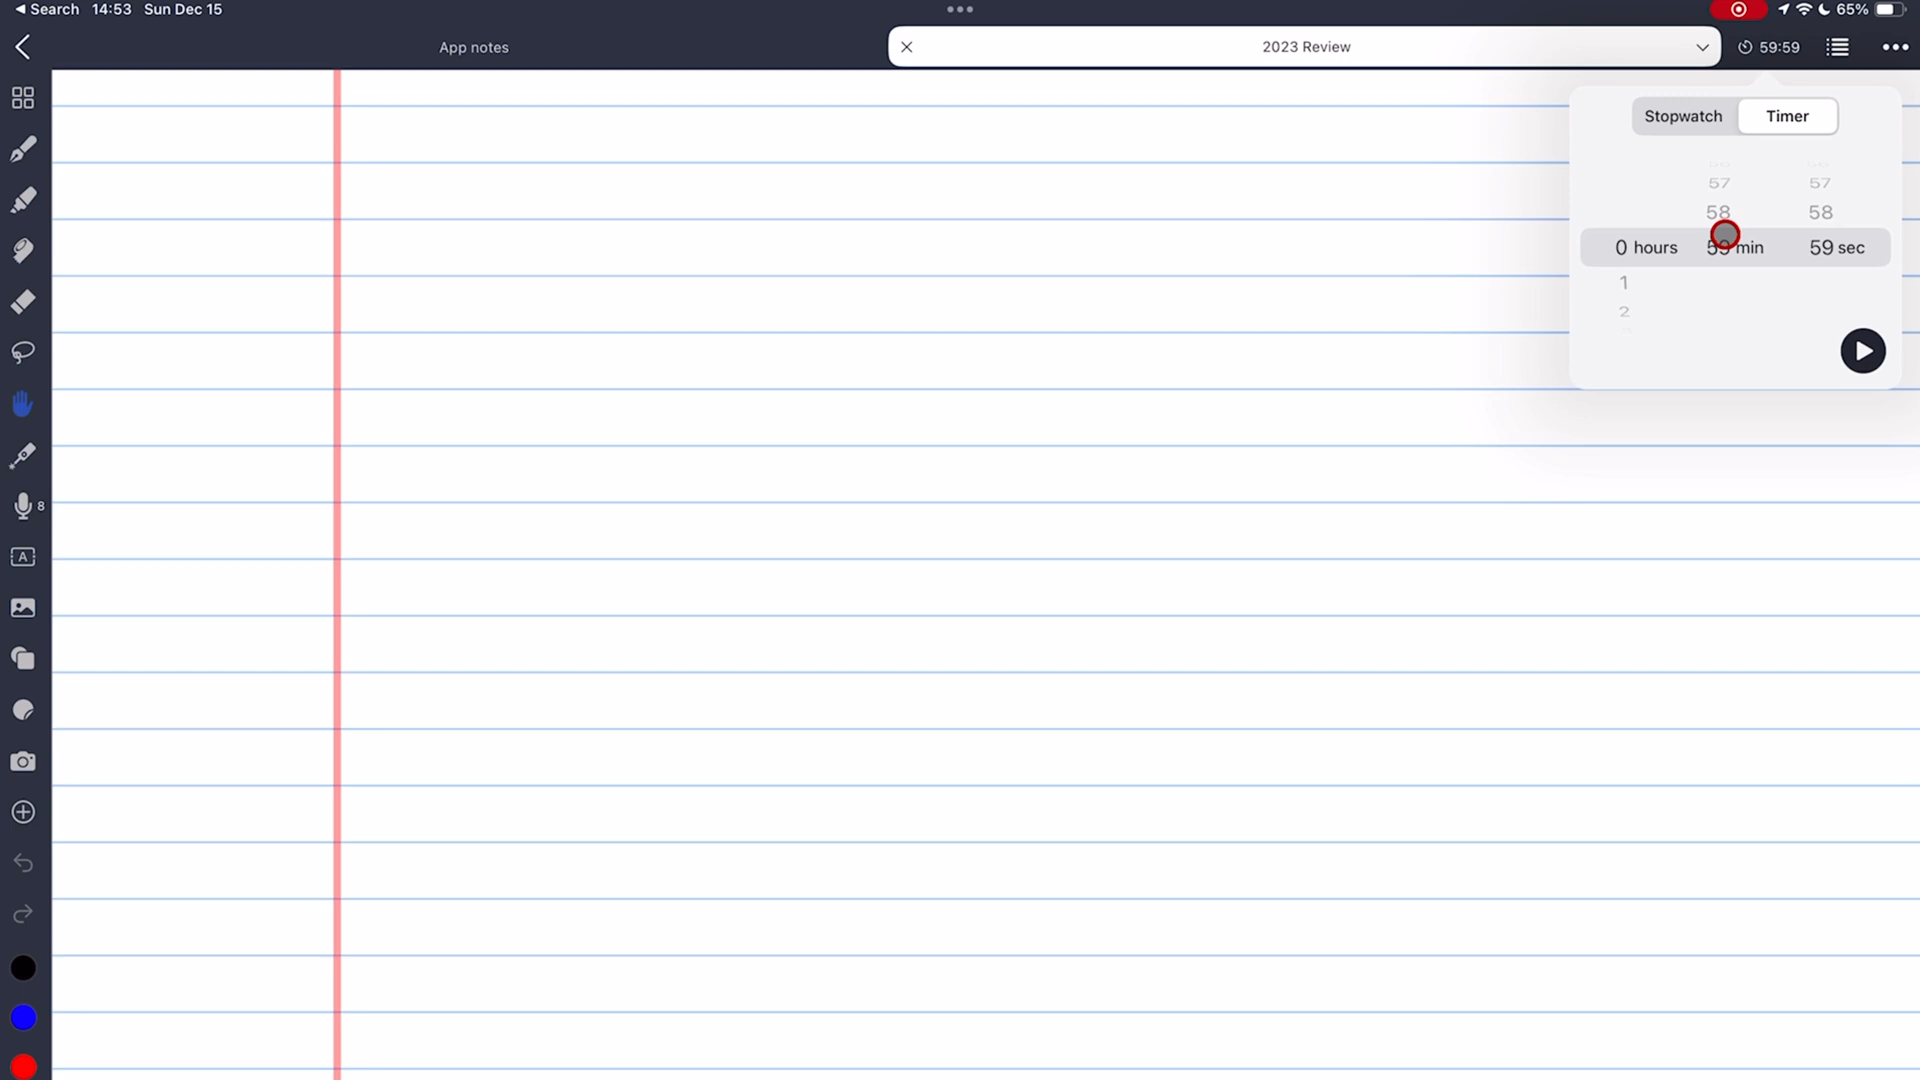 Search 14:53 Sun Dec 15 65%
App notes 2023 Review 59:59
Stopwatch Timer
57 57
58 58
0 hours 59 min 59 sec
1
2
8
A